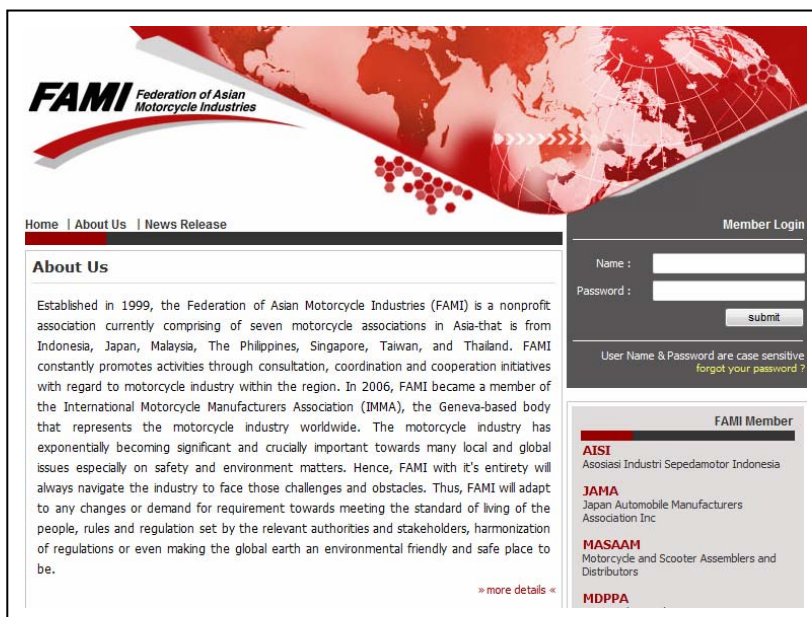 FAMI Federation of Asian
Motorcycle Industries
Home | About Us | News Release
About Us
Established in 1999, the Federation of Asian Motorcycle Industries (FAMI) is a nonprofit
association currently comprising of seven motorcycle associations in Asia-that is from
Indonesia, Japan, Malaysia, The Philippines, Singapore, Taiwan, and Thailand. FAMI
constantly promotes activities through consultation, coordination and cooperation initiatives
with regard to motorcycle industry within the region. In 2006, FAMI became a member of
the International Motorcycle Manufacturers Association (IMMA), the Geneva-based body
that represents the motorcycle industry worldwide. The motorcycle industry has
exponentially becoming significant and crucially important towards many local and global
issues especially on safety and environment matters. Hence, FAMI with it's entirety will
always navigate the industry to face those challenges and obstacles. Thus, FAMI will adapt
to any changes or demand for requirement towards meeting the standard of living of the
people, rules and regulation set by the relevant authorities and stakeholders, harmonization
of regulations or even making the global earth an environmental friendly and safe place to
be.
» more details «
Member Login
Name :
Password :
submit
User Name & Password are case sensitive
forgot your password ?
FAMI Member
AISI
Asosiasi Industri Sepedamotor Indonesia
JAMA
Japan Automobile Manufacturers
Association Inc
MASAAM
Motorcycle and Scooter Assemblers and
Distributors
MDPPA